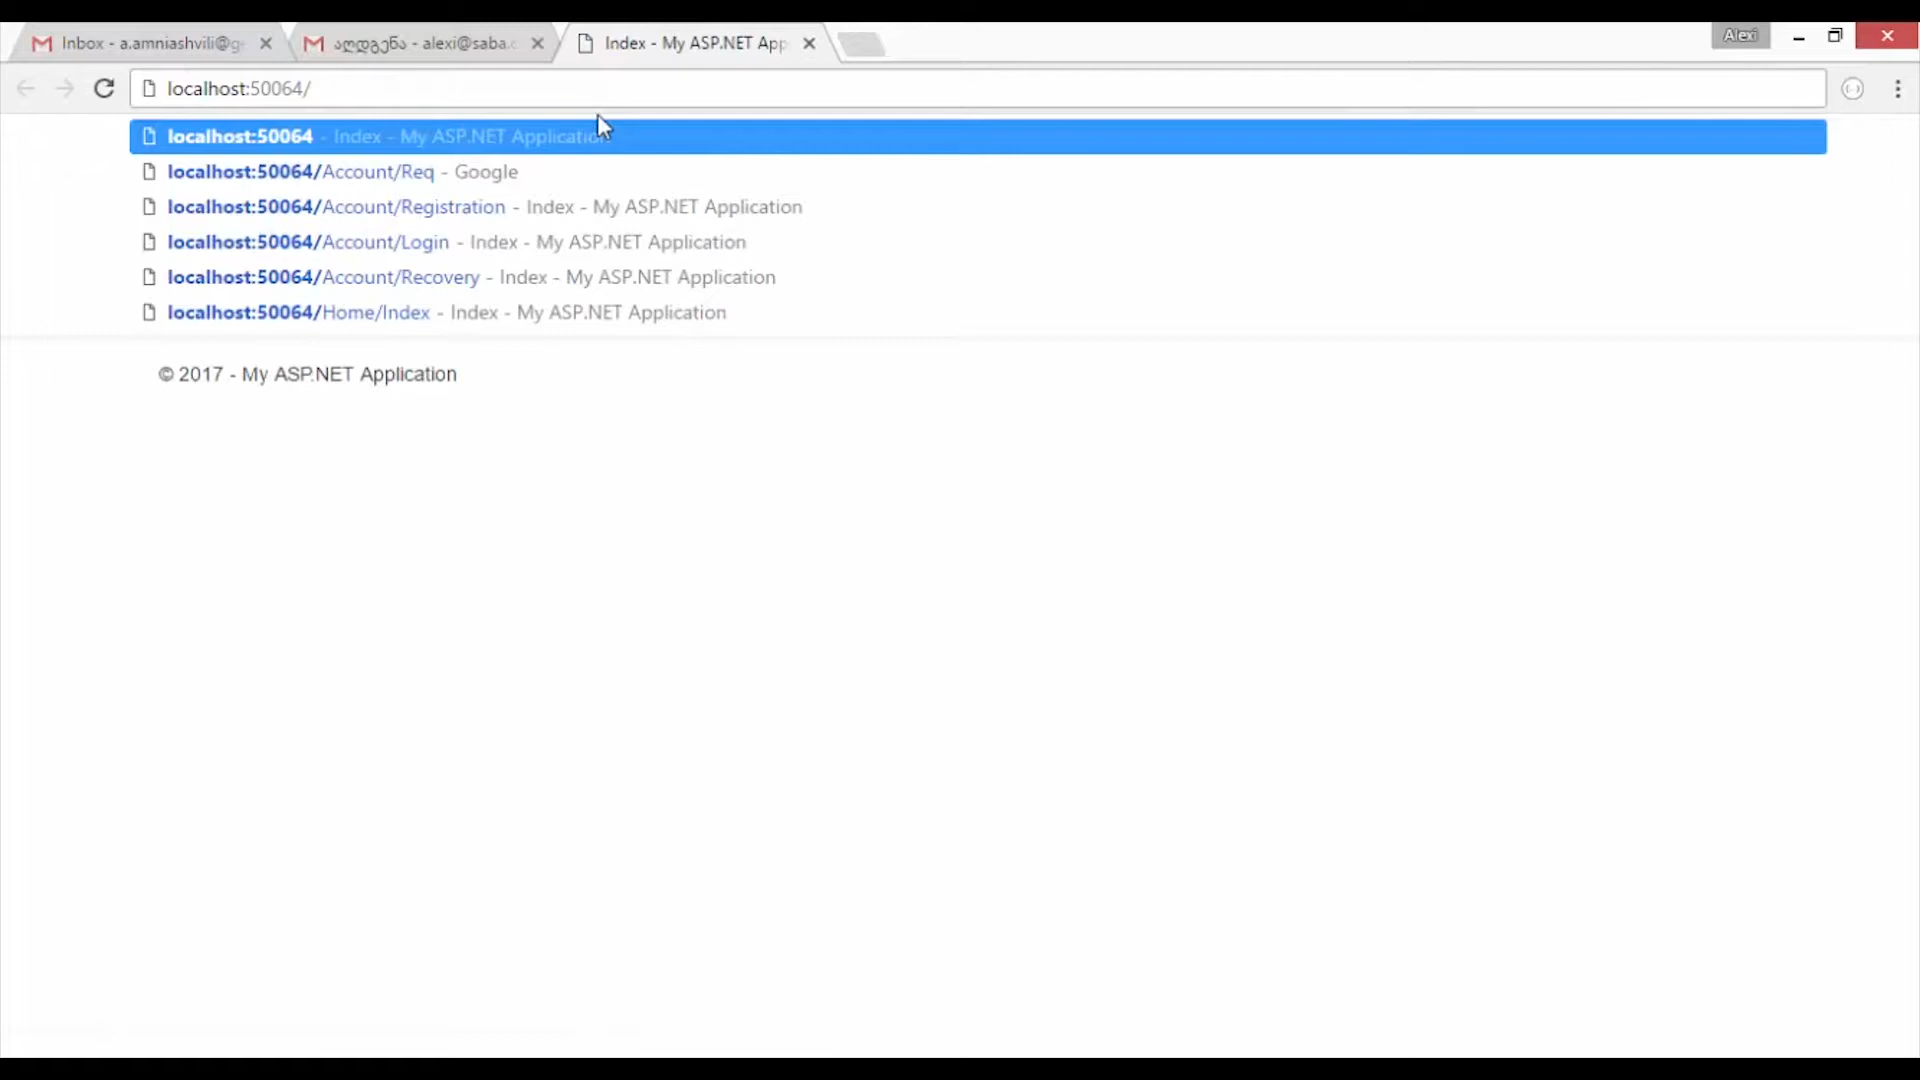 Inbox - a.amniashvili@g
აღდგენა - alexi@saba.
Index - My ASP.NET App
Alexi
localhost:50064/
localhost:50064 - Index - My ASP.NET Application
localhost:50064/Account/Req - Google
localhost:50064/Account/Registration - Index - My ASP.NET Application
localhost:50064/Account/Login - Index - My ASP.NET Application
localhost:50064/Account/Recovery - Index - My ASP.NET Application
localhost:50064/Home/Index - Index - My ASP.NET Application
© 2017 - My ASP.NET Application